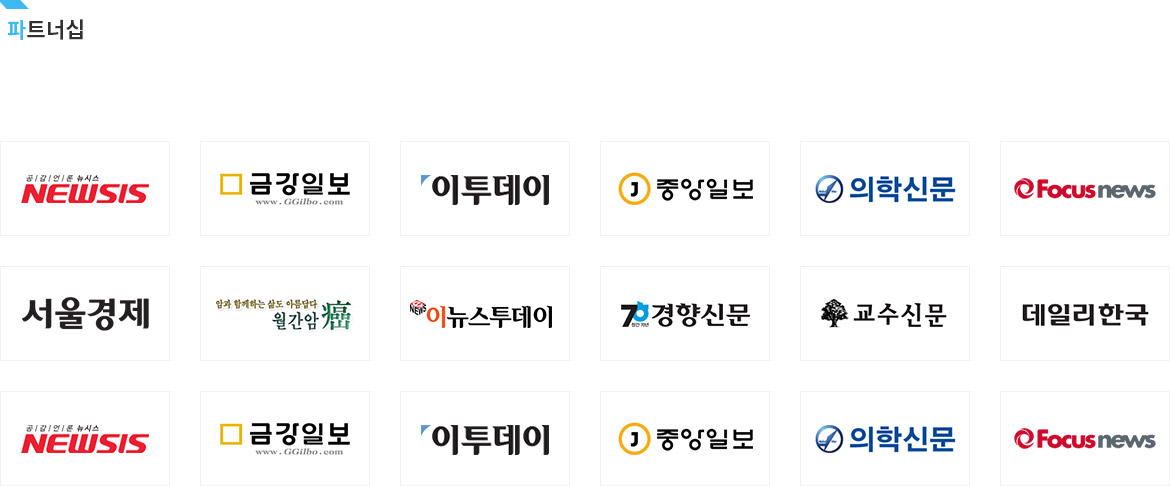 파트너십
공|감|언|론 뉴시스
NEWSIS
금강일보
www.GGilbo.com
이투데이
J 중앙일보
의학신문
Focus news
서울경제
암과 함께하는 삶도 아름답다
월간암 癌
NEWS 이뉴스투데이
70 경향신문
창간 70년
교수신문
데일리한국
공|감|언|론 뉴시스
NEWSIS
금강일보
www.GGilbo.com
이투데이
J 중앙일보
의학신문
Focus news